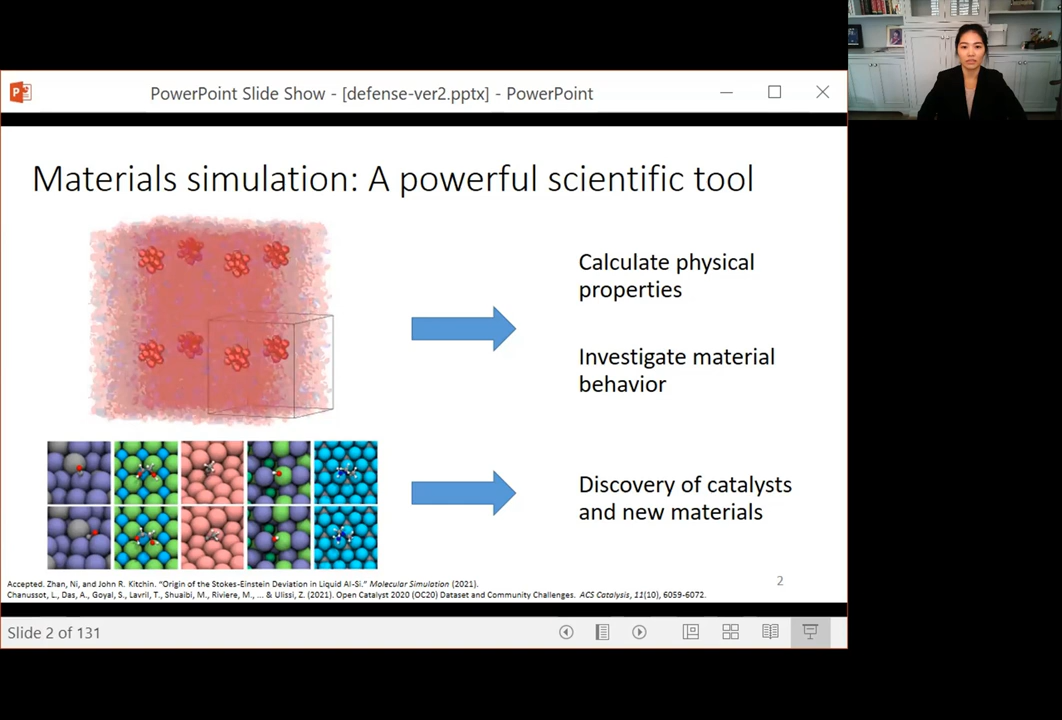 PowerPoint Slide Show - [defense-ver2.pptx] - PowerPoint
Materials simulation: A powerful scientific tool
Calculate physical
properties
Investigate material
behavior
Discovery of catalysts
and new materials
Accepted. Zhan, Ni, and John R. Kitchin. "Origin of the Stokes-Einstein Deviation in Liquid Al-Si." Molecular Simulation (2021).
Chanussot, L., Das, A., Goyal, S., Lavril, T., Shuaibi, M., Riviere, M., ... & Ulissi, Z. (2021). Open Catalyst 2020 (OC20) Dataset and Community Challenges. ACS Catalysis, 11(10), 6059-6072.
2
Slide 2 of 131